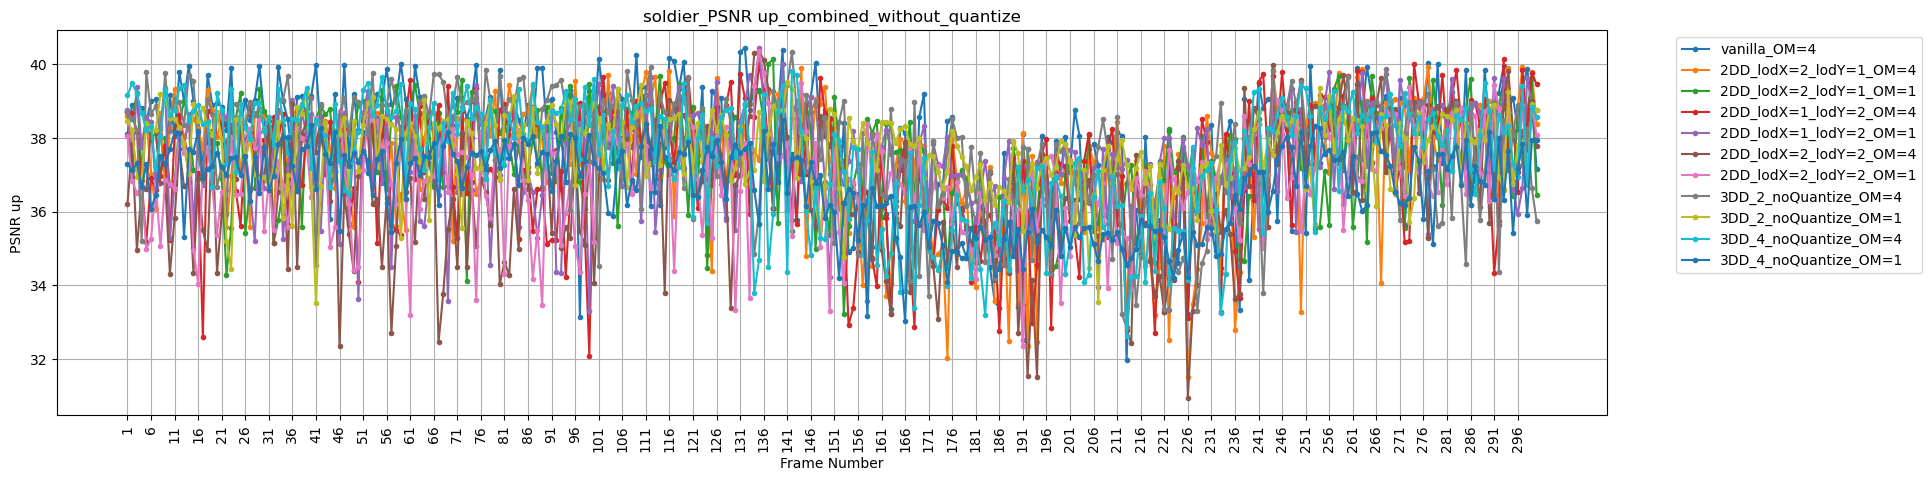 soldier_PSNR up_combined_without_quantize
PSNR up
40
38
36
34
32
1 6 11 16 21 26 31 36 41 46 51 56 61 66 71 76 81 86 91 96 101 106 111 116 121 126 131 136 141 146 151 156 161 166 171 176 181 186 191 196 201 206 211 216 221 226 231 236 241 246 251 256 261 266 271 276 281 286 291 296
Frame Number
vanilla_OM=4
2DD_lodX=2_lodY=1_OM=4
2DD_lodX=2_lodY=1_OM=1
2DD_lodX=1_lodY=2_OM=4
2DD_lodX=1_lodY=2_OM=1
2DD_lodX=2_lodY=2_OM=4
2DD_lodX=2_lodY=2_OM=1
3DD_2_noQuantize_OM=4
3DD_2_noQuantize_OM=1
3DD_4_noQuantize_OM=4
3DD_4_noQuantize_OM=1